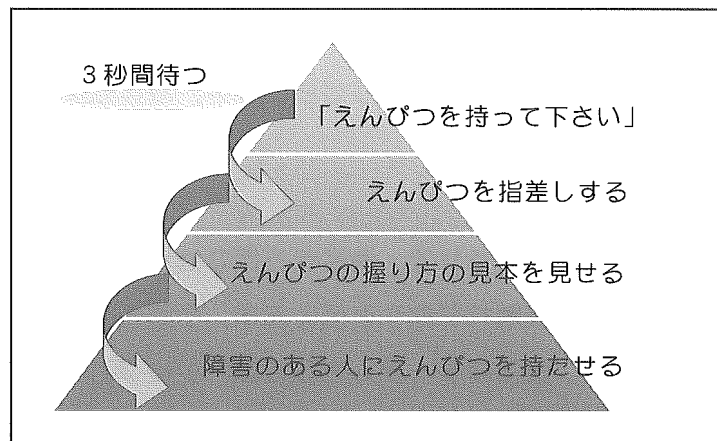 3秒間待つ
「えんぴつを持って下さい」
えんぴつを指差しする
えんぴつの握り方の見本を見せる
障害のある人にえんぴつを持たせる